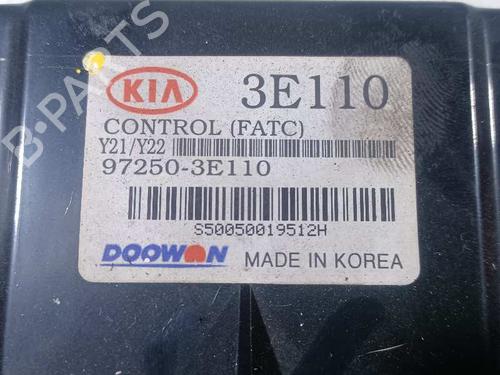 B-PARTS
KIA 3E110
CONTROL (FATC)
Y21/Y22
97250-3E110
S50050019512H
DOOWON MADE IN KOREA